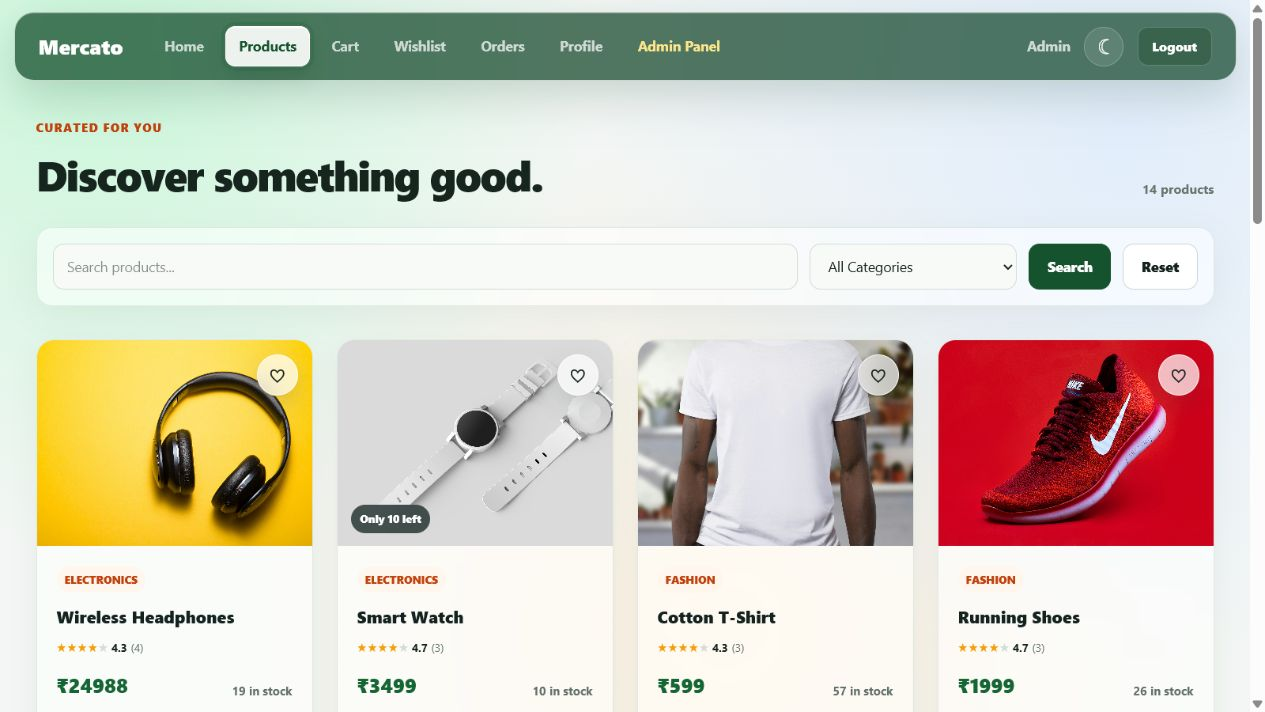 Mercato Home Products Cart Wishlist Orders Profile Admin Panel Admin Logout
CURATED FOR YOU
Discover something good.
14 products
Search products... All Categories Search Reset
NIKE
Only 10 left
ELECTRONICS ELECTRONICS FASHION FASHION
Wireless Headphones Smart Watch Cotton T-Shirt Running Shoes
★★★★★ 4.3 (4) ★★★★★ 4.7 (3) ★★★★★ 4.3 (3) ★★★★★ 4.7 (3)
₹24988 19 in stock ₹3499 10 in stock ₹599 57 in stock ₹1999 26 in stock